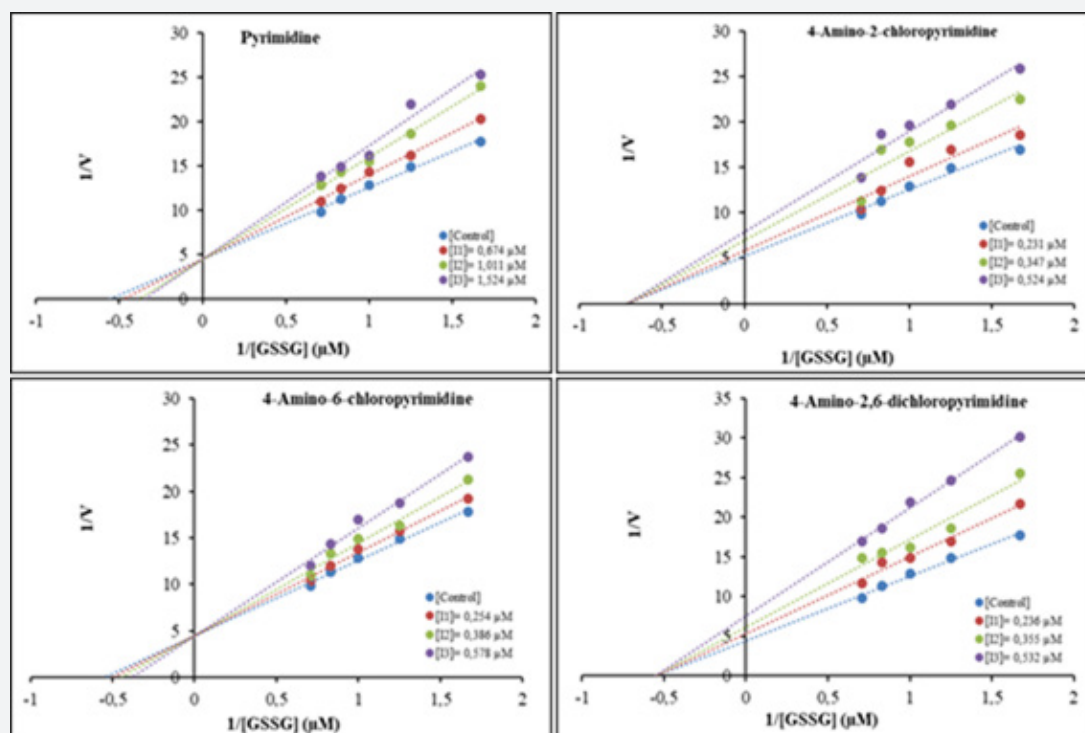 Pyrimidine
30
25
20
15
10
5
0
1/V
-1
-0,5
0
0,5
1
1,5
2
1/[GSSG] (µM)
[Control]
[I1]= 0,674 µM
[I2]= 1,011 µM
[I3]= 1,524 µM
4-Amino-2-chloropyrimidine
30
25
20
15
10
5
0
1/V
-1
-0,5
0
0,5
1
1,5
2
1/[GSSG] (µM)
[Control]
[I1]= 0,231 µM
[I2]= 0,347 µM
[I3]= 0,524 µM
4-Amino-6-chloropyrimidine
30
25
20
15
10
5
0
1/V
-1
-0,5
0
0,5
1
1,5
2
1/[GSSG] (µM)
[Control]
[I1]= 0,254 µM
[I2]= 0,386 µM
[I3]= 0,578 µM
4-Amino-2,6-dichloropyrimidine
35
30
25
20
15
10
5
0
1/V
-1
-0,5
0
0,5
1
1,5
2
1/[GSSG] (µM)
[Control]
[I1]= 0,236 µM
[I2]= 0,355 µM
[I3]= 0,532 µM